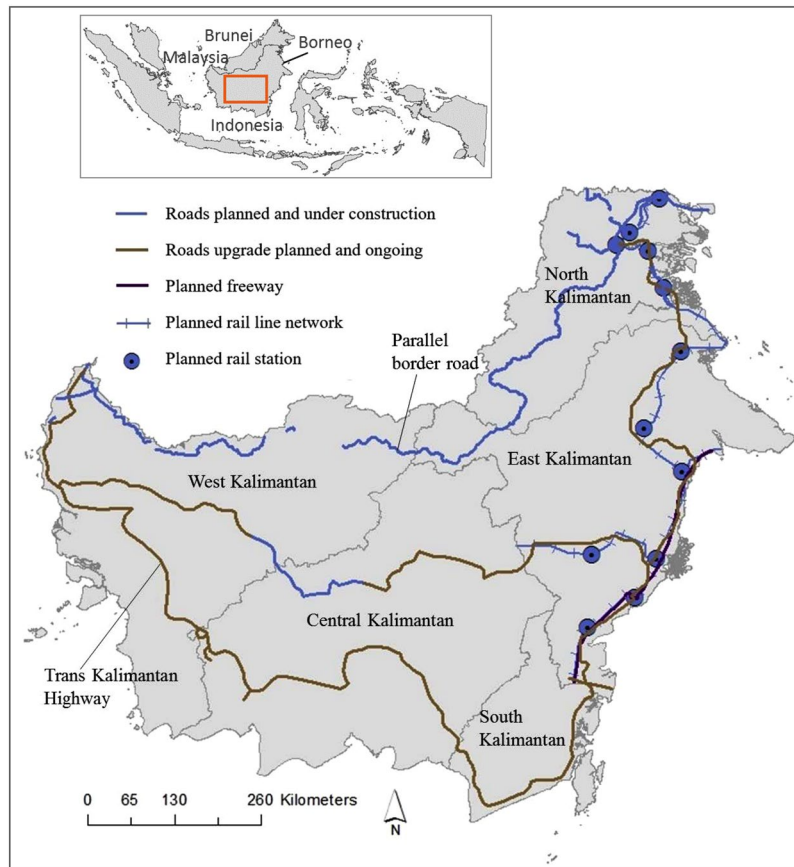 Brunei
Malaysia
Borneo
Indonesia
Roads planned and under construction
Roads upgrade planned and ongoing
Planned freeway
Planned rail line network
Planned rail station
North
Kalimantan
Parallel
border road
East Kalimantan
West Kalimantan
Central Kalimantan
Trans Kalimantan
Highway
South
Kalimantan
0 65 130 260 Kilometers
N